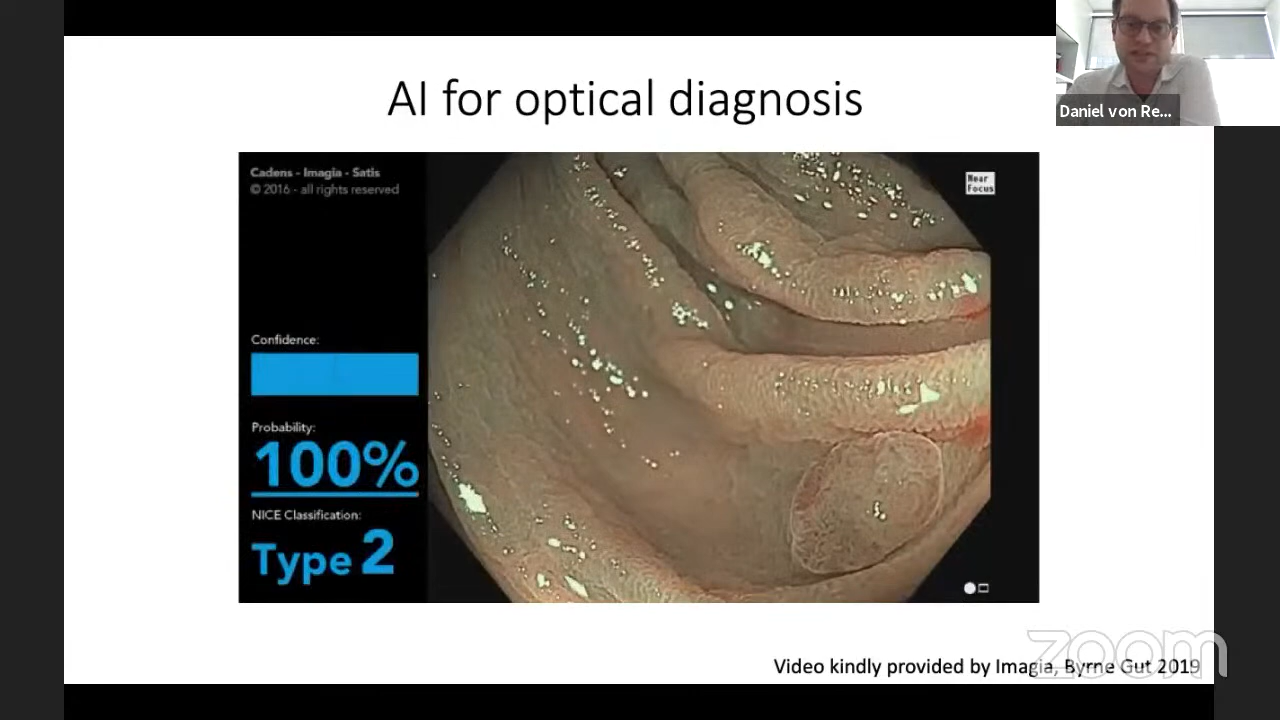 AI for optical diagnosis
Daniel von Re...
Cadens - Imagia - Satis
© 2016 - all rights reserved
Near
Focus
Confidence:
Probability:
100%
NICE Classification:
Type 2
Video kindly provided by Imagia, Byrne Gut 2019
zoom